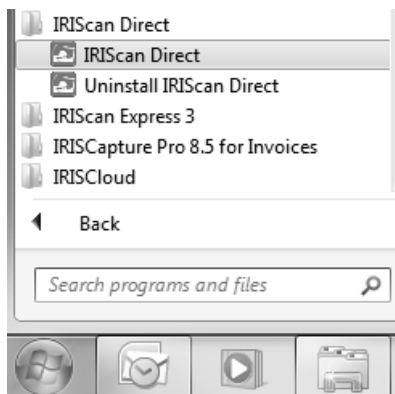 IRIScan Direct
IRIScan Direct
Uninstall IRIScan Direct
IRIScan Express 3
IRISCapture Pro 8.5 for Invoices
IRISCloud
Back
Search programs and files